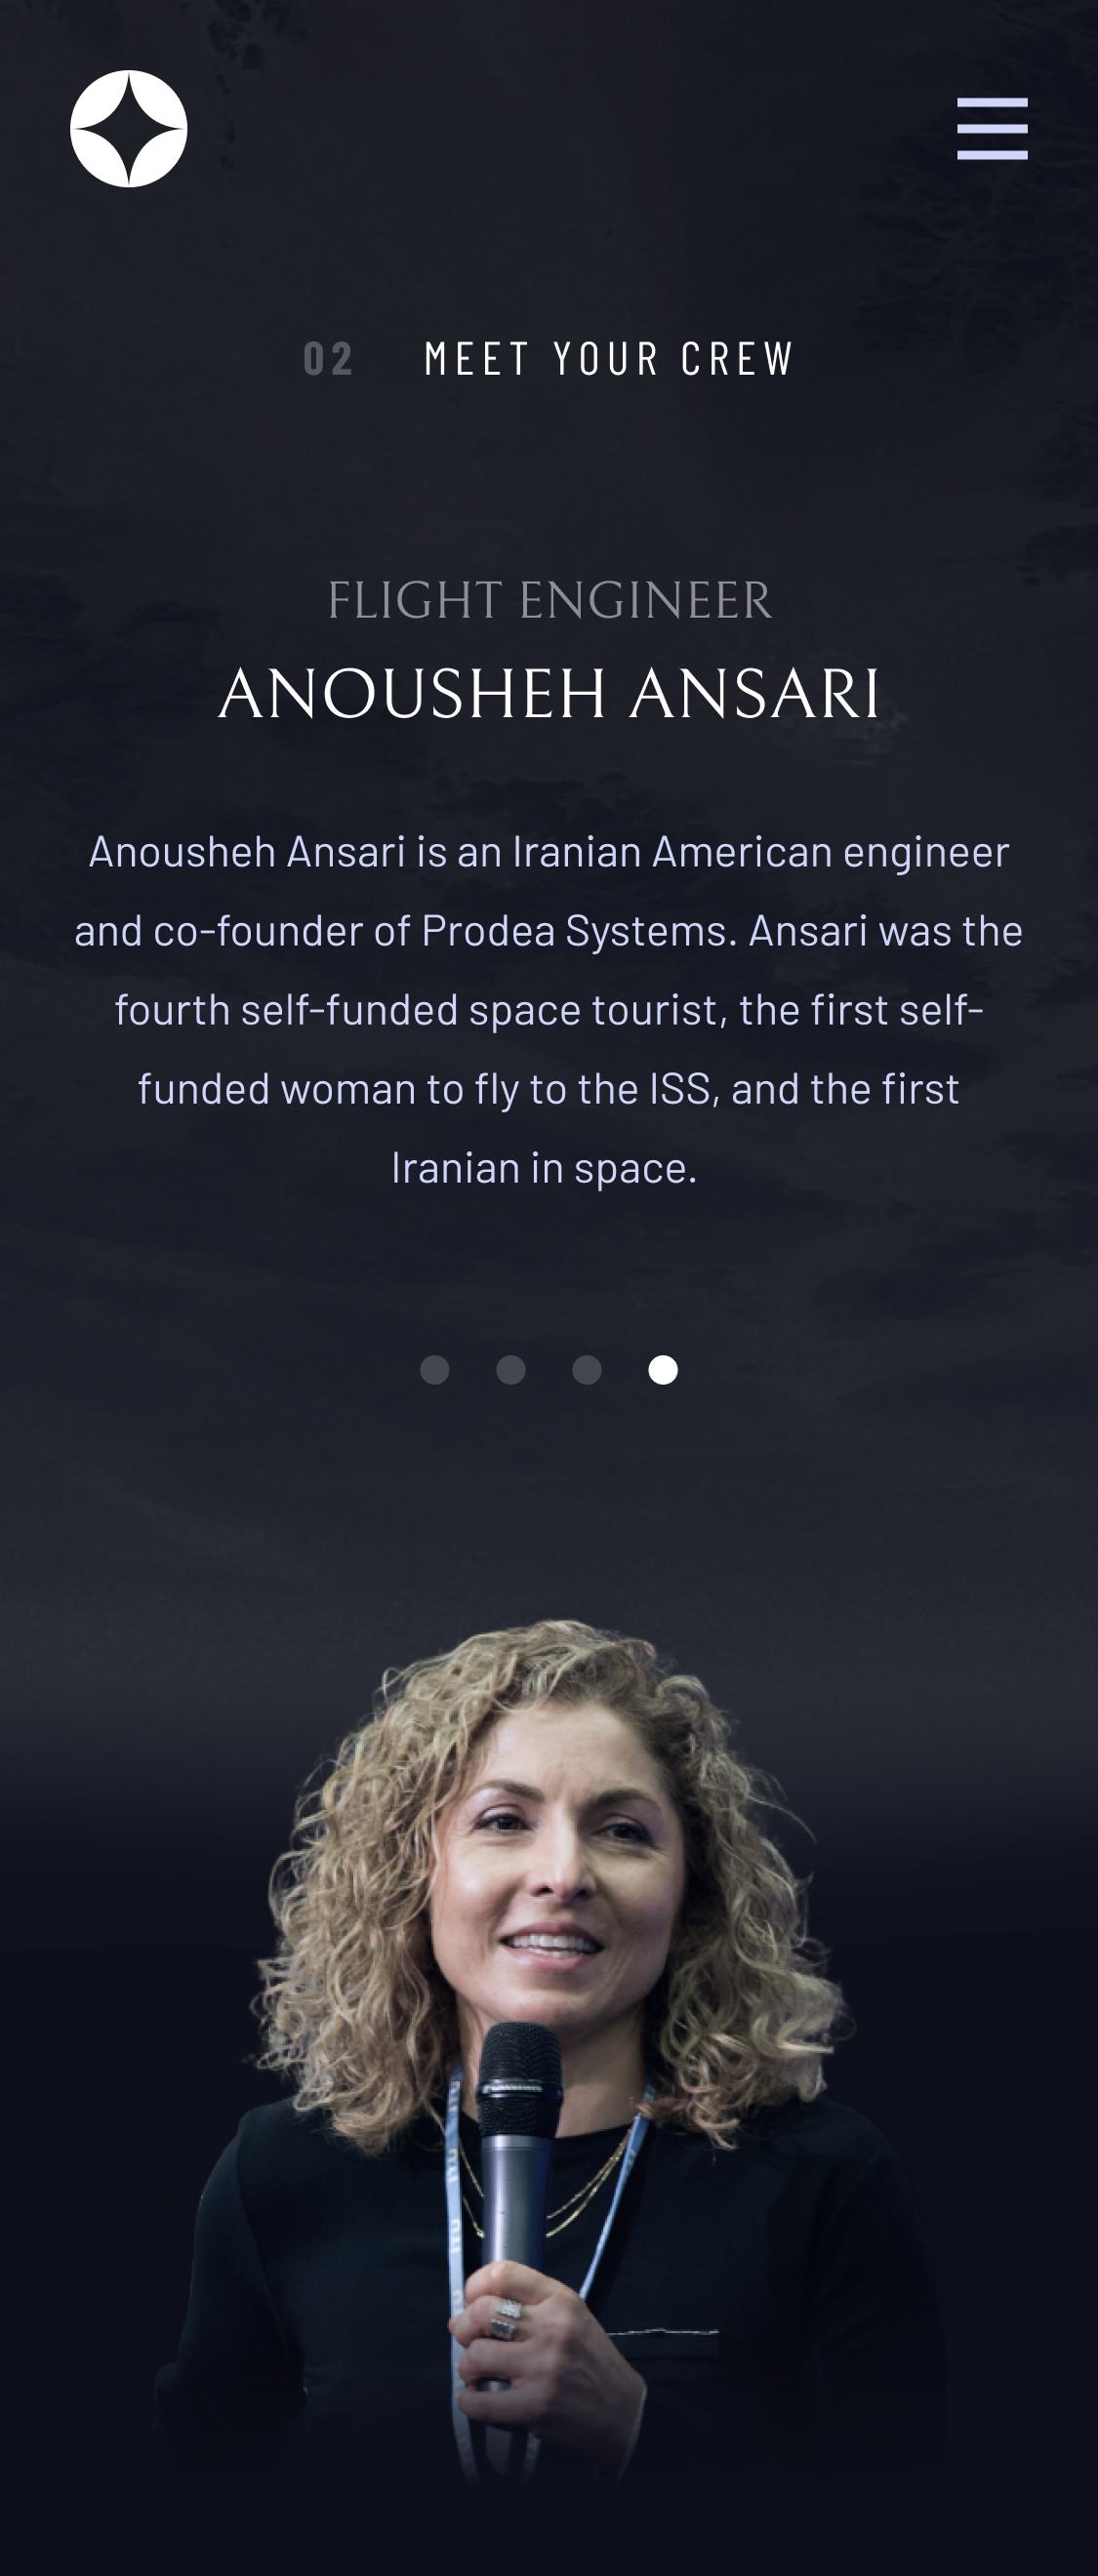 02 MEET YOUR CREW
FLIGHT ENGINEER
ANOUSHEH ANSARI
Anousheh Ansari is an Iranian American engineer
and co-founder of Prodea Systems. Ansari was the
fourth self-funded space tourist, the first self-
funded woman to fly to the ISS, and the first
Iranian in space.